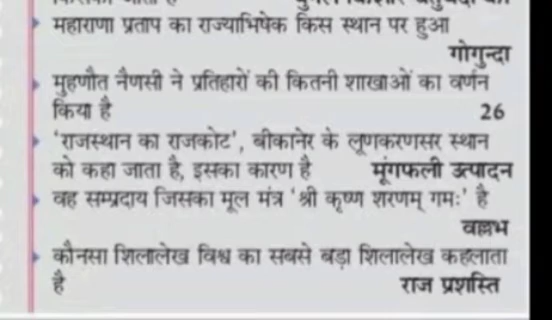 महाराणा प्रताप का राज्याभिषेक किस स्थान पर हुआ
गोगुन्दा
मुहणौत नैणसी ने प्रतिहारों की कितनी शाखाओं का वर्णन
किया है 26
'राजस्थान का राजकोट', बीकानेर के लूणकरणसर स्थान
को कहा जाता है, इसका कारण है मूंगफली उत्पादन
वह सम्प्रदाय जिसका मूल मंत्र 'श्री कृष्ण शरणम् गमः' है
वल्लभ
कौनसा शिलालेख विश्व का सबसे बड़ा शिलालेख कहलाता
है राज प्रशस्ति